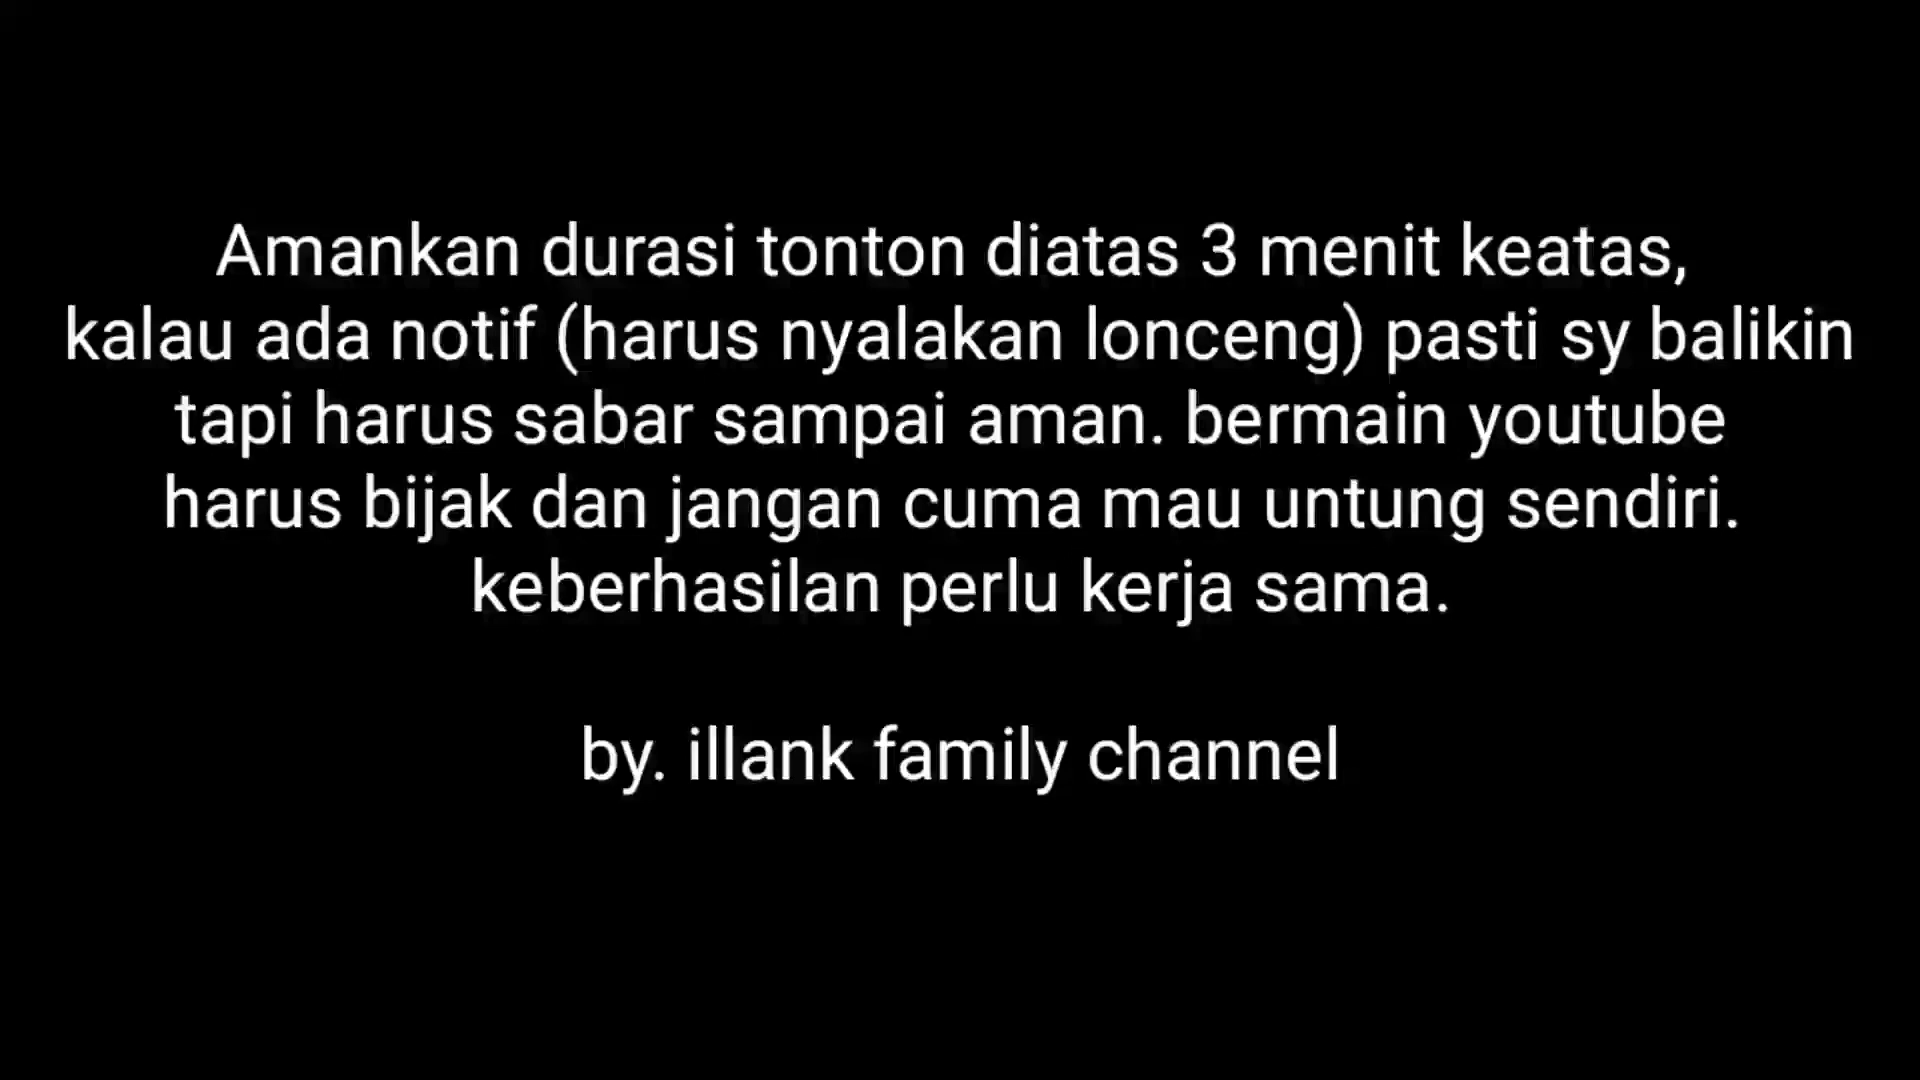 Amankan durasi tonton diatas 3 menit keatas,
kalau ada notif (harus nyalakan lonceng) pasti sy balikin
tapi harus sabar sampai aman. bermain youtube
harus bijak dan jangan cuma mau untung sendiri.
keberhasilan perlu kerja sama.
by. illank family channel